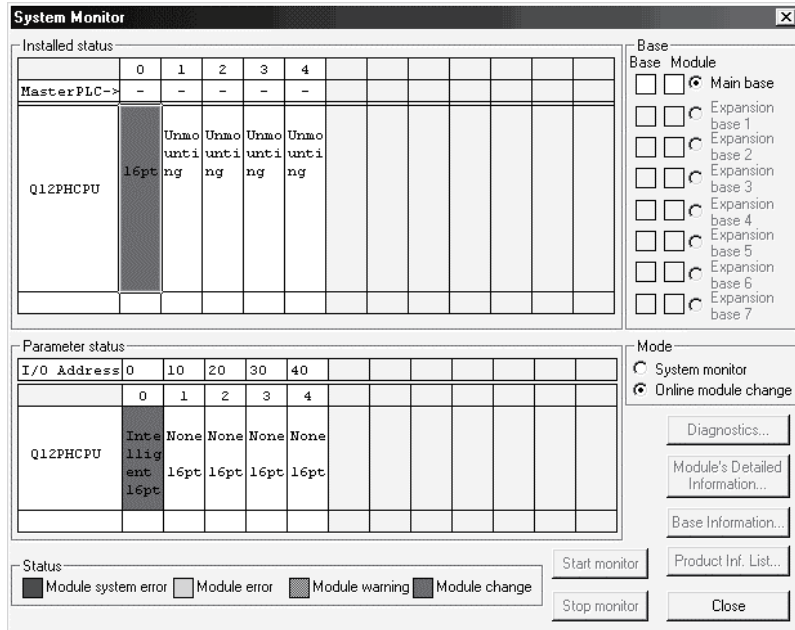 System Monitor
Installed status
0 1 2 3 4
MasterPLC-> - - - - -
Q12PHCPU
16pt
Unmo Unmo Unmo Unmo
unti unti unti unti
ng ng ng ng
Base
Base Module
Main base
Expansion
base 1
Expansion
base 2
Expansion
base 3
Expansion
base 4
Expansion
base 5
Expansion
base 6
Expansion
base 7
Parameter status
I/O Address 0 10 20 30 40
0 1 2 3 4
Q12PHCPU
Inte None None None None
llig
ent 16pt 16pt 16pt 16pt
16pt
Mode
System monitor
Online module change
Diagnostics...
Module's Detailed
Information...
Base Information...
Product Inf. List...
Close
Start monitor
Stop monitor
Status
Module system error Module error Module warning Module change